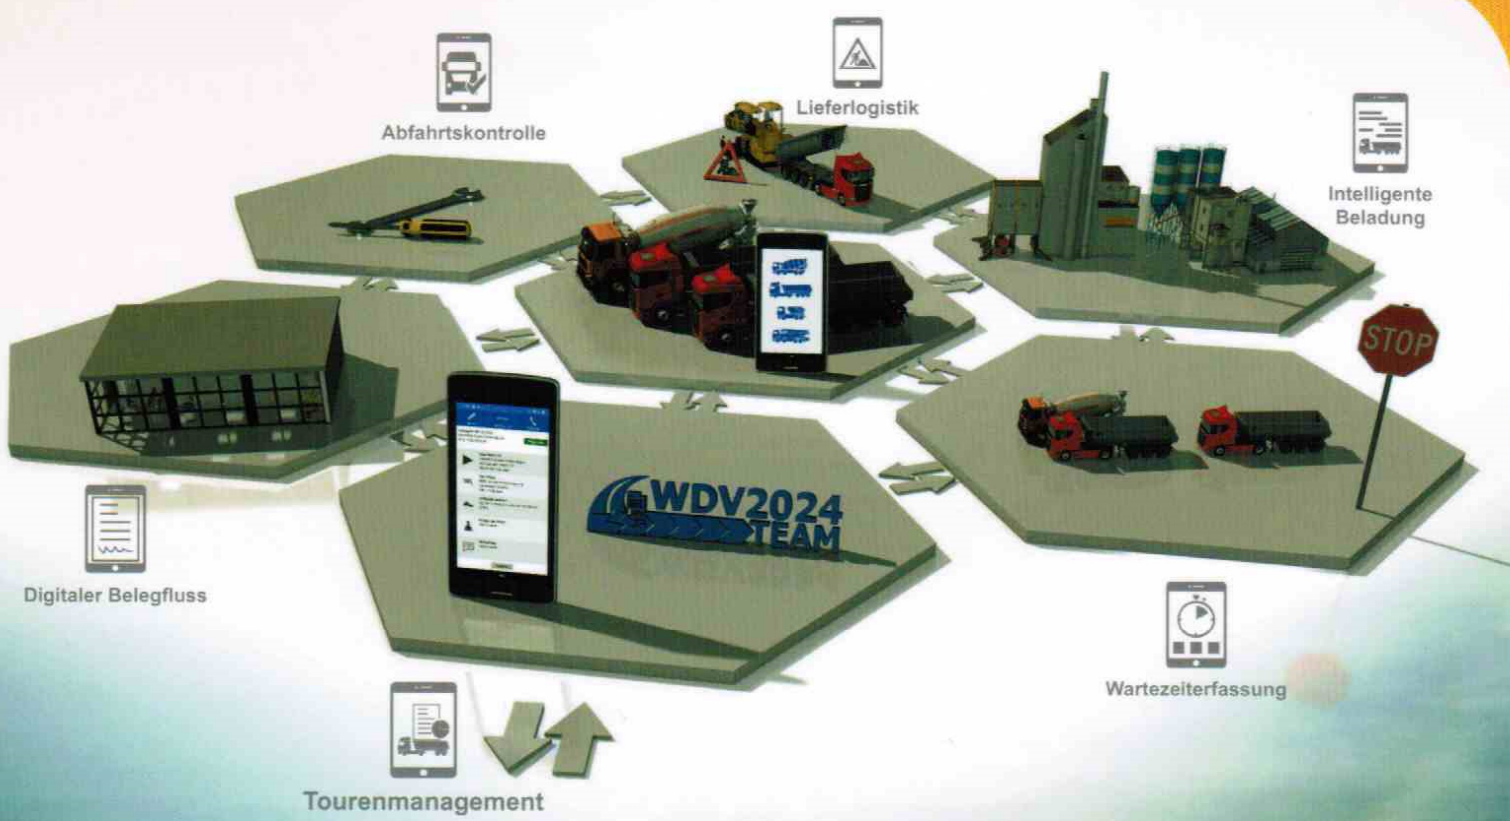 Abfahrtskontrolle
Lieferlogistik
Intelligente
Beladung
STOP
WDV2024
TEAM
Digitaler Belegfluss
Wartezeiterfassung
Tourenmanagement